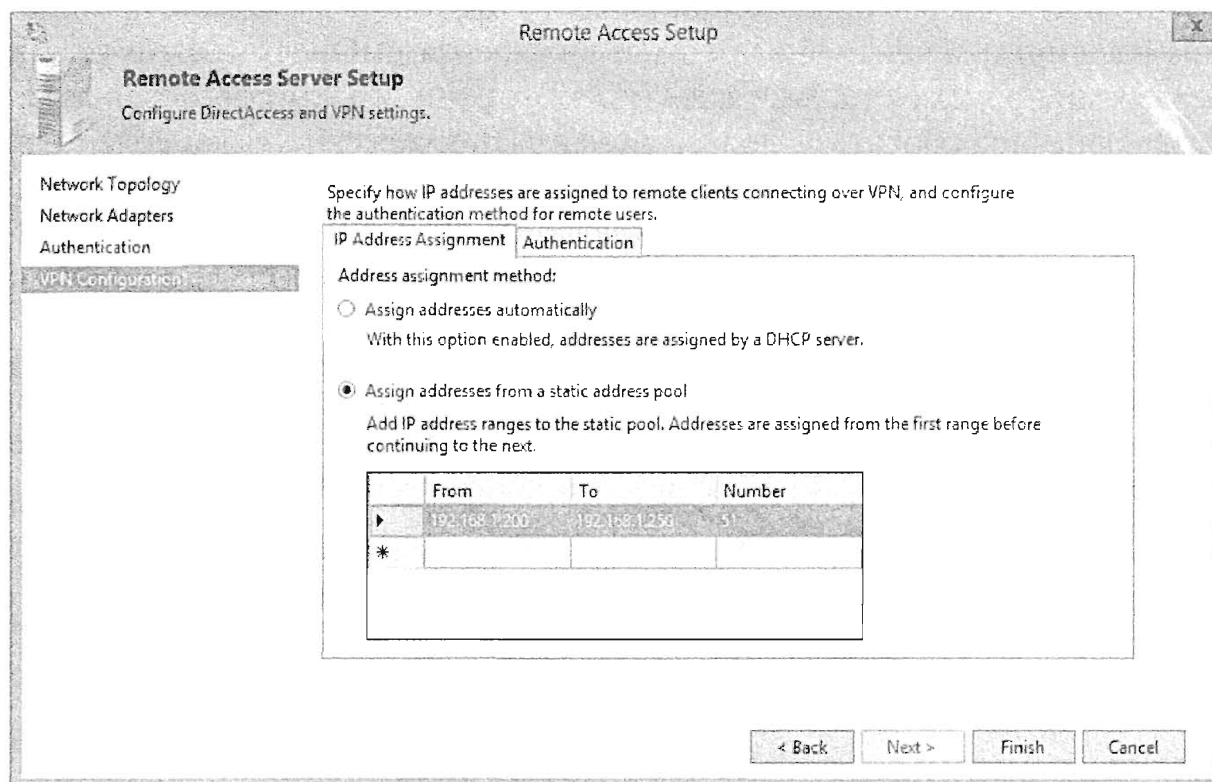 Remote Access Setup
X
Remote Access Server Setup
Configure DirectAccess and VPN settings.
Network Topology
Network Adapters
Authentication
VPN Configuration
Specify how IP addresses are assigned to remote clients connecting over VPN, and configure
the authentication method for remote users.
IP Address Assignment
Authentication
Address assignment method:
Assign addresses automatically
With this option enabled, addresses are assigned by a DHCP server.
Assign addresses from a static address pool
Add IP address ranges to the static pool. Addresses are assigned from the first range before
continuing to the next.
From To Number
192.168.1.200 192.168.1.250 51
*
< Back Next > Finish Cancel